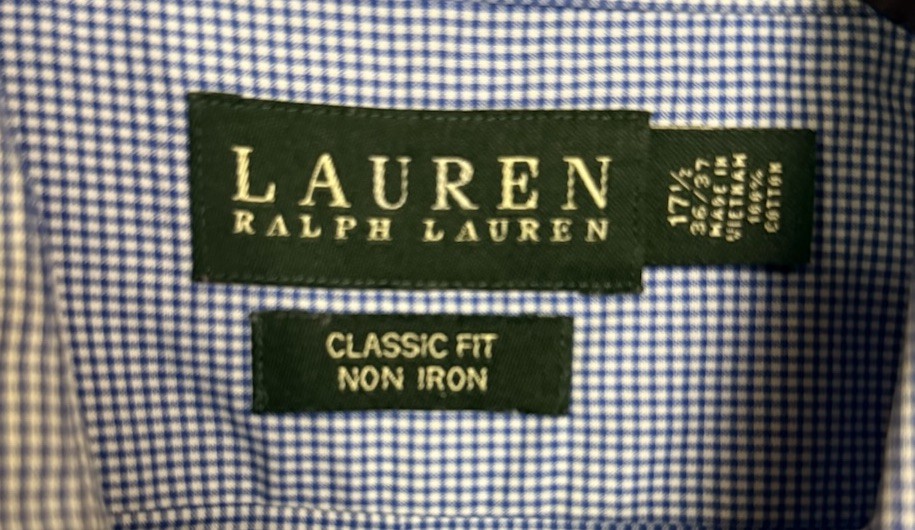 LAUREN
RALPH LAUREN
17½
36/37
MADE IN
VIETNAM
100%
COTTON
CLASSIC FIT
NON IRON